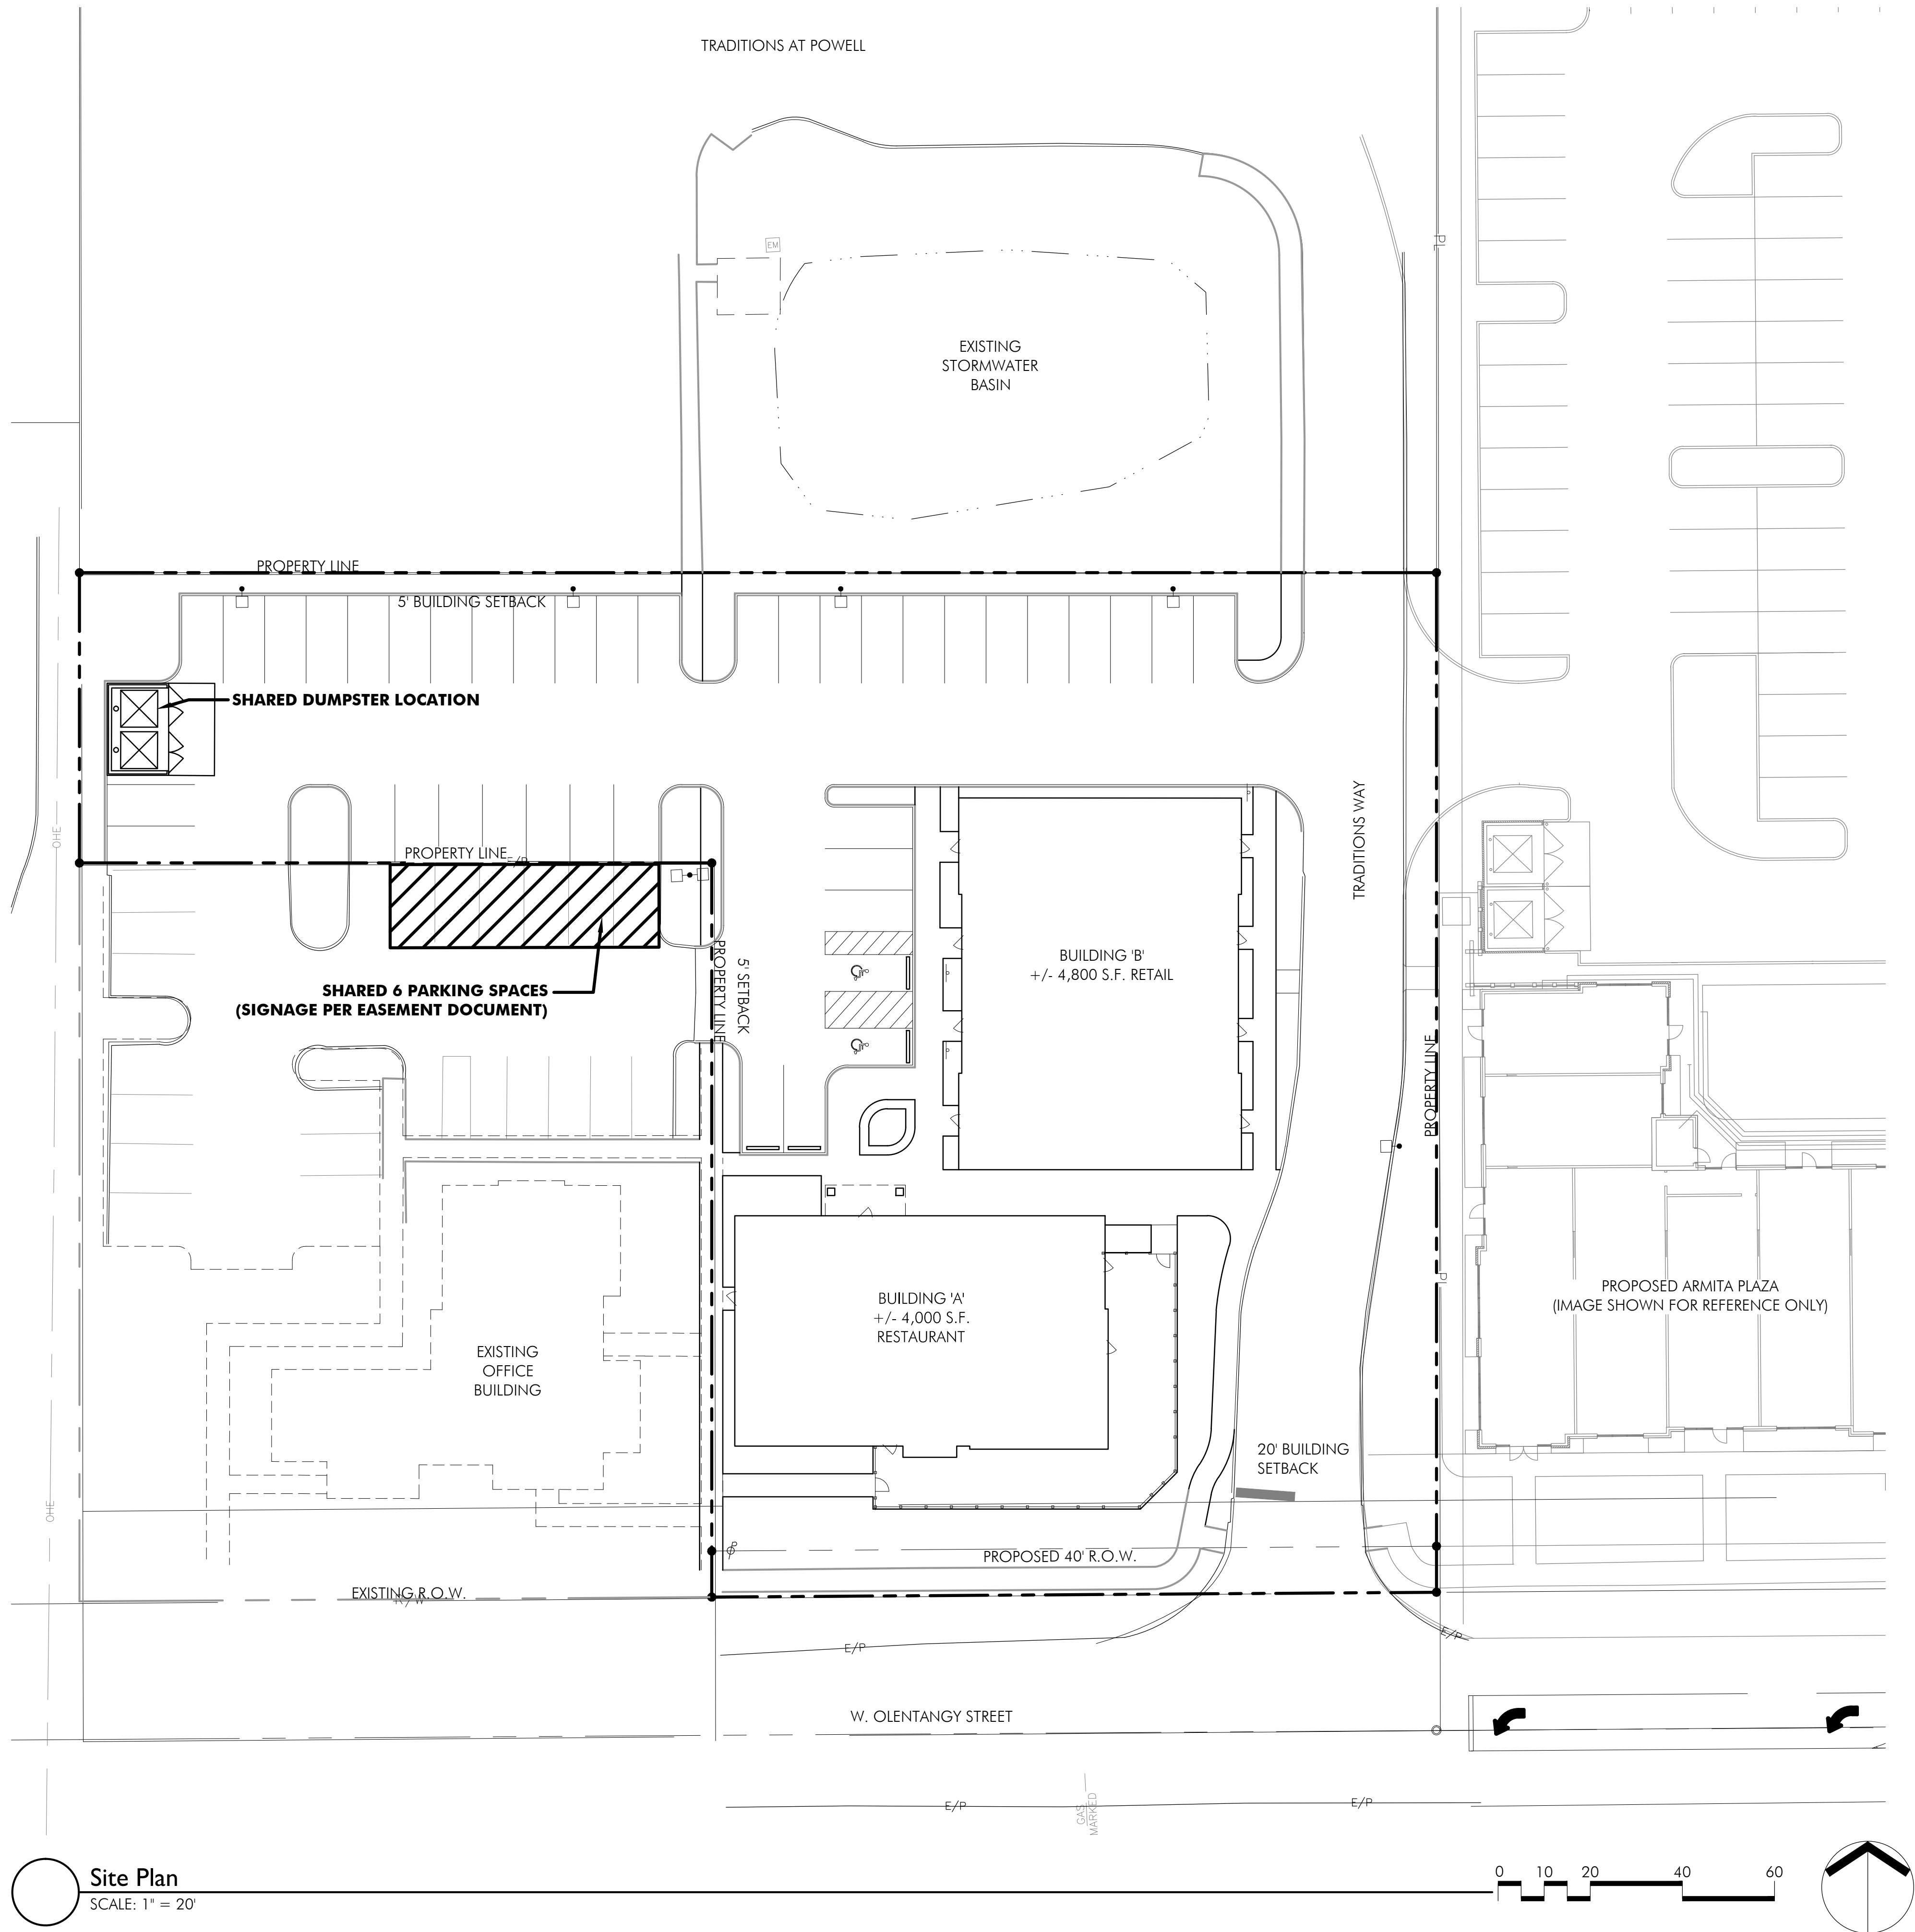 TRADITIONS AT POWELL
PL
EM
EXISTING
STORMWATER
BASIN
PROPERTY LINE
5' BUILDING SETBACK
SHARED DUMPSTER LOCATION
TRADITIONS WAY
OHE
PROPERTY LINE
E/P
PROPERTY LINE
5' SETBACK
BUILDING 'B'
+/- 4,800 S.F. RETAIL
SHARED 6 PARKING SPACES
(SIGNAGE PER EASEMENT DOCUMENT)
PROPERTY LINE
PL
PROPOSED ARMITA PLAZA
(IMAGE SHOWN FOR REFERENCE ONLY)
BUILDING 'A'
+/- 4,000 S.F.
RESTAURANT
EXISTING
OFFICE
BUILDING
20' BUILDING
SETBACK
OHE
PROPOSED 40' R.O.W.
EXISTING R.O.W.
R/W
E/P
E/P
W. OLENTANGY STREET
E/P
GAS
MARKED
E/P
Site Plan
SCALE: 1" = 20'
0 10 20 40 60